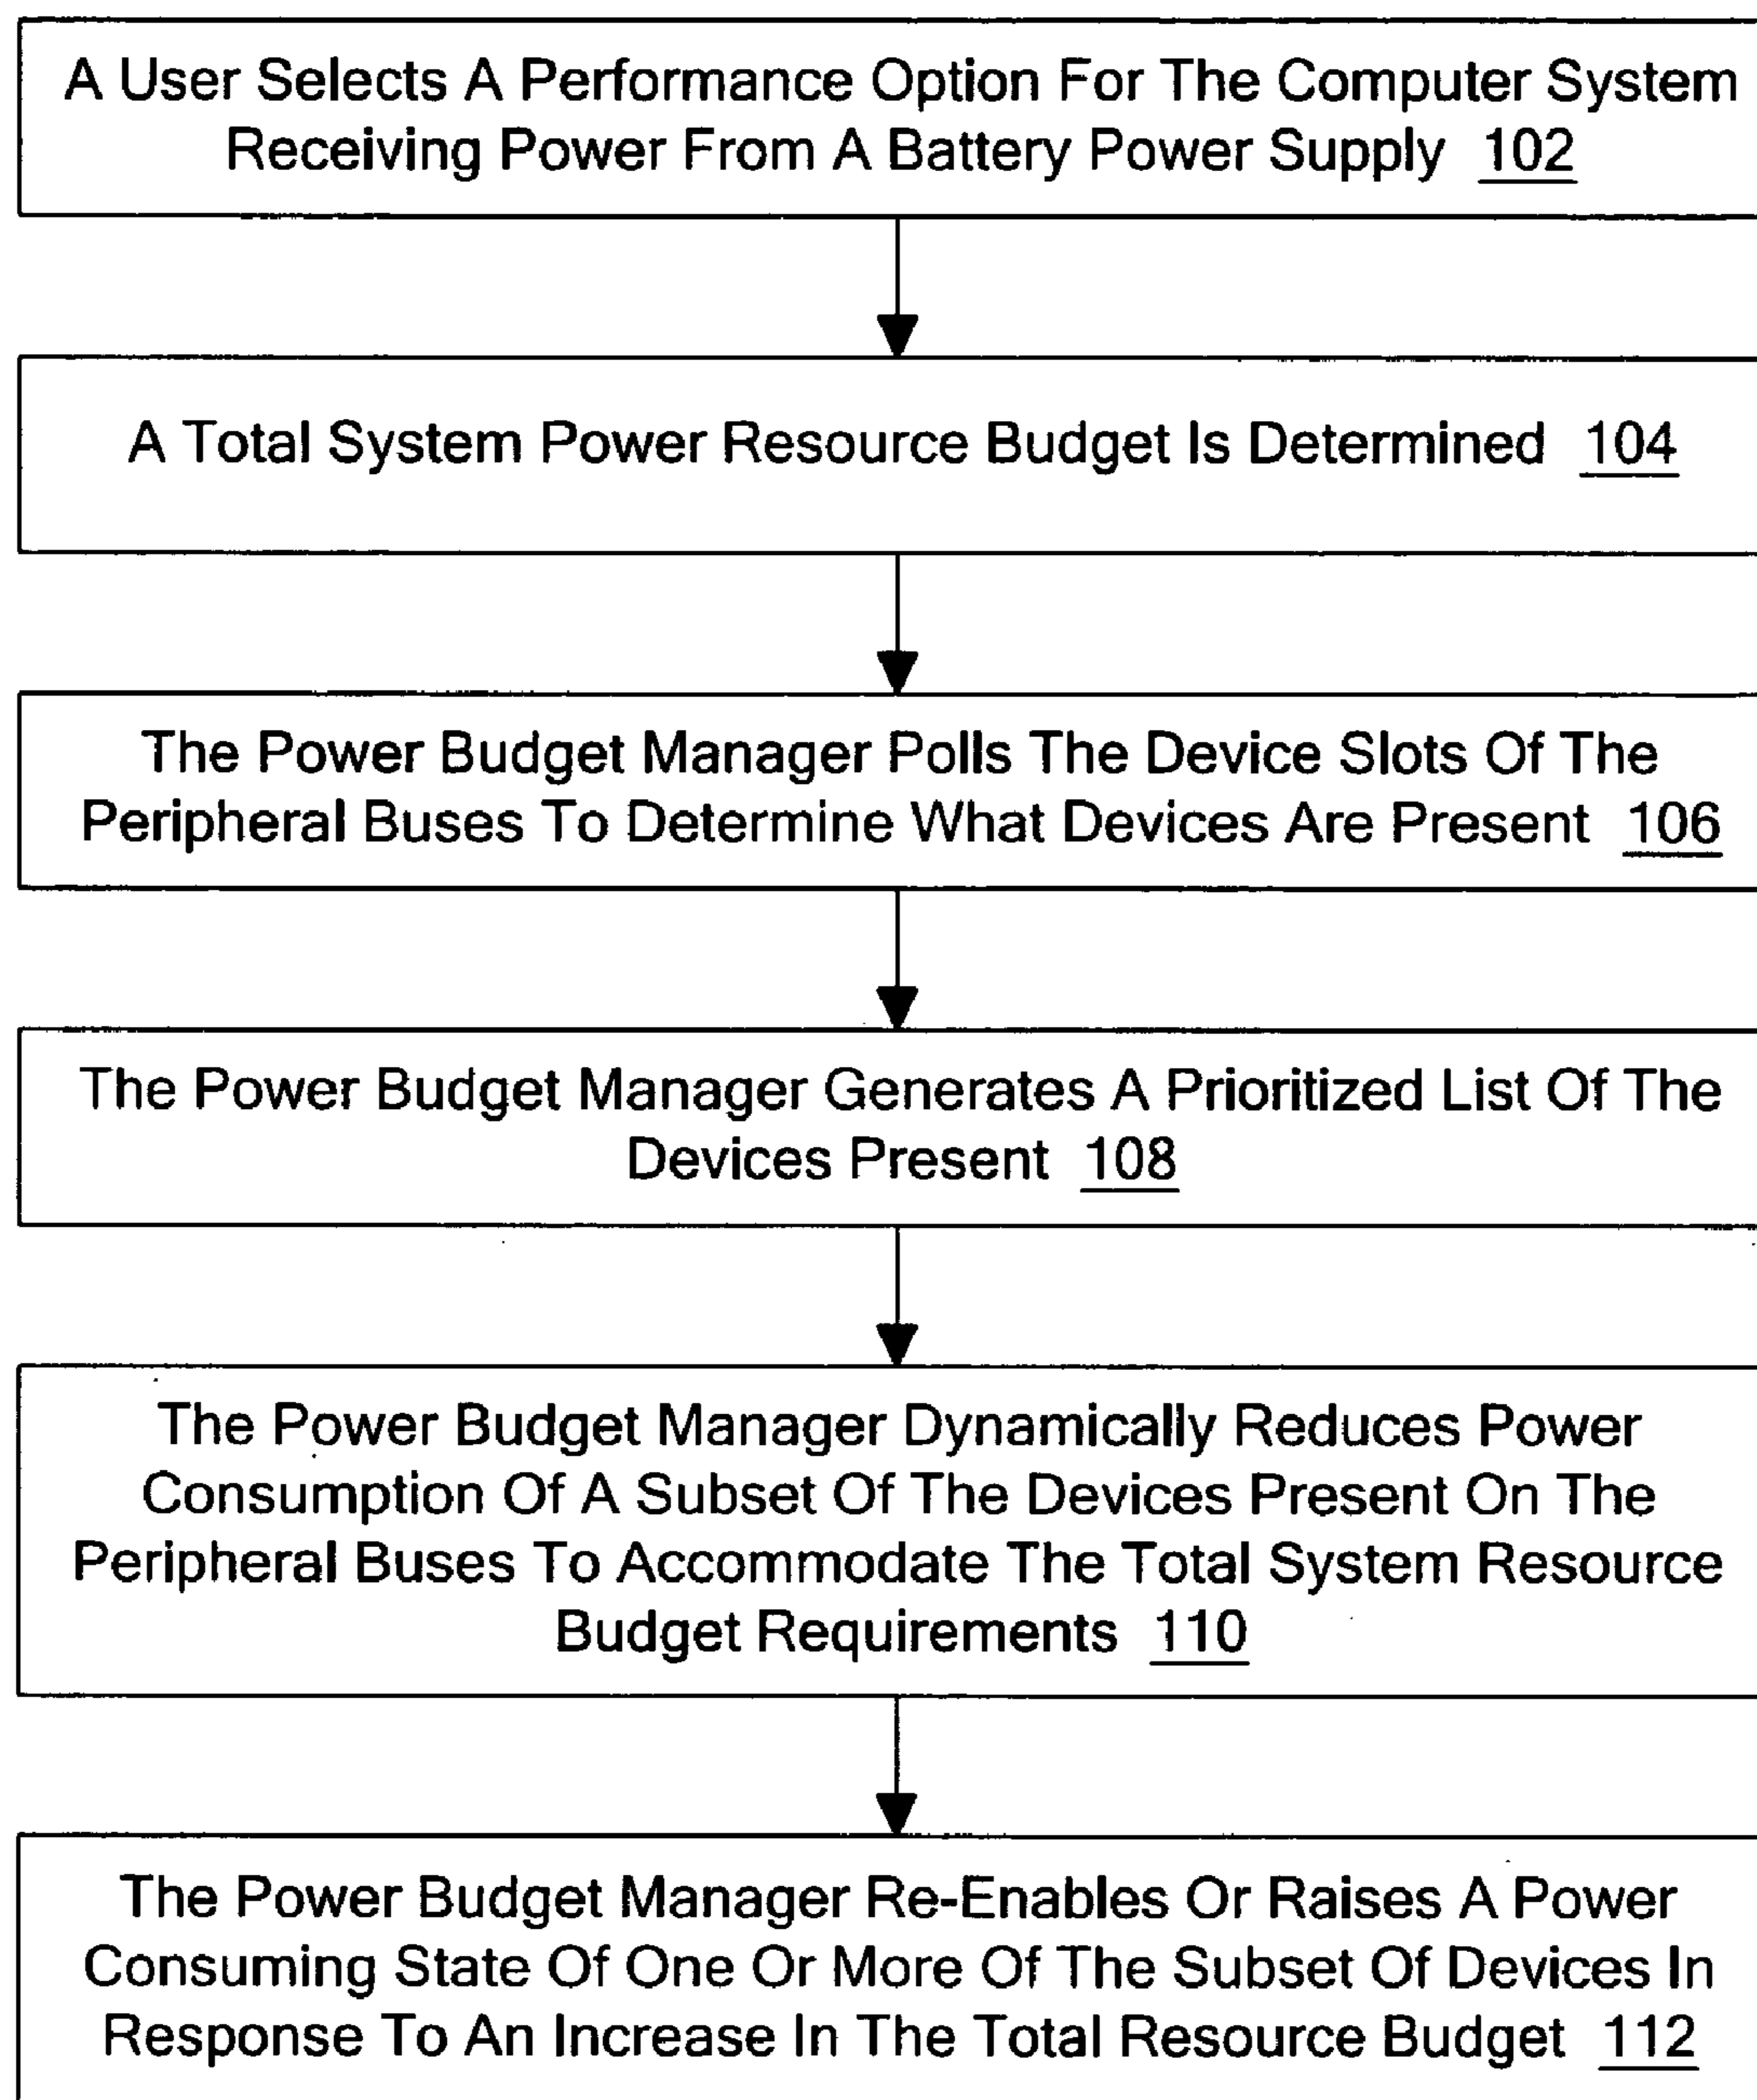 A User Selects A Performance Option For The Computer System
Receiving Power From A Battery Power Supply 102
A Total System Power Resource Budget Is Determined 104
The Power Budget Manager Polls The Device Slots Of The
Peripheral Buses To Determine What Devices Are Present 106
The Power Budget Manager Generates A Prioritized List Of The
Devices Present 108
The Power Budget Manager Dynamically Reduces Power
Consumption Of A Subset Of The Devices Present On The
Peripheral Buses To Accommodate The Total System Resource
Budget Requirements 110
The Power Budget Manager Re-Enables Or Raises A Power
Consuming State Of One Or More Of The Subset Of Devices In
Response To An Increase In The Total Resource Budget 112